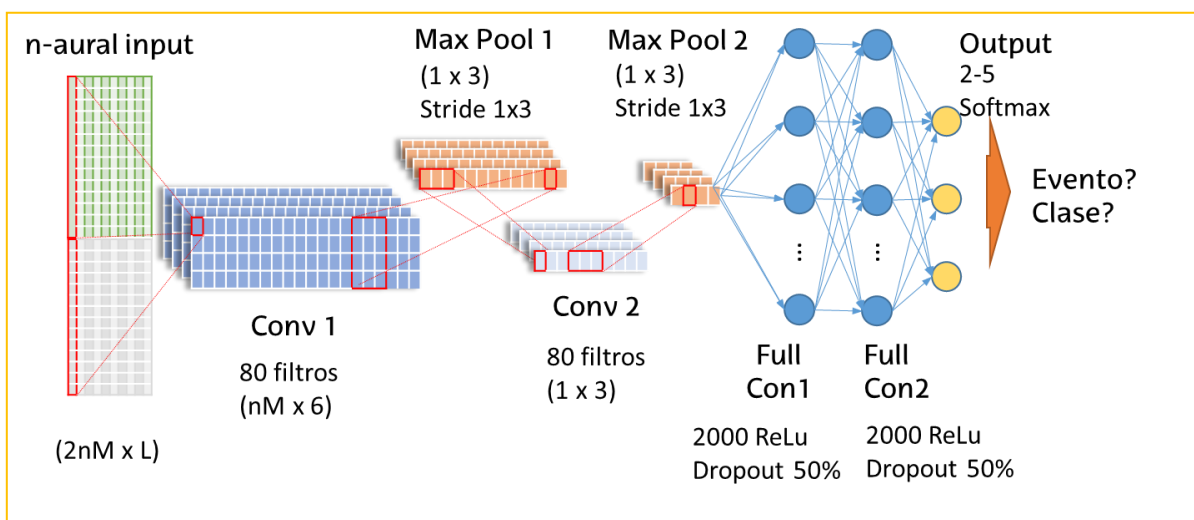 n-aural input
(2nM x L)
Conv 1
80 filtros
(nM x 6)
Max Pool 1
(1 x 3)
Stride 1x3
Conv 2
80 filtros
(1 x 3)
Max Pool 2
(1 x 3)
Stride 1x3
Full
Con1
2000 ReLu
Dropout 50%
Full
Con2
2000 ReLu
Dropout 50%
Output
2-5
Softmax
Evento?
Clase?